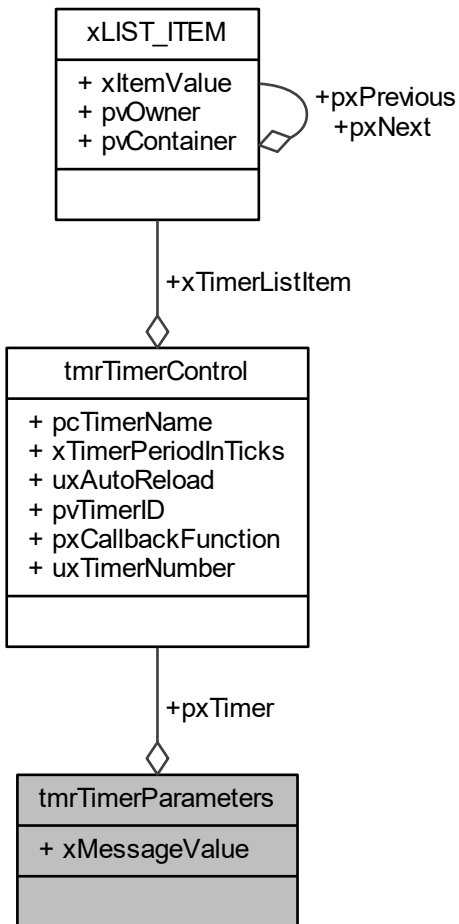 xLIST_ITEM
+ xItemValue
+ pvOwner
+ pvContainer
+pxPrevious
+pxNext
+xTimerListItem
tmrTimerControl
+ pcTimerName
+ xTimerPeriodInTicks
+ uxAutoReload
+ pvTimerID
+ pxCallbackFunction
+ uxTimerNumber
+pxTimer
tmrTimerParameters
+ xMessageValue